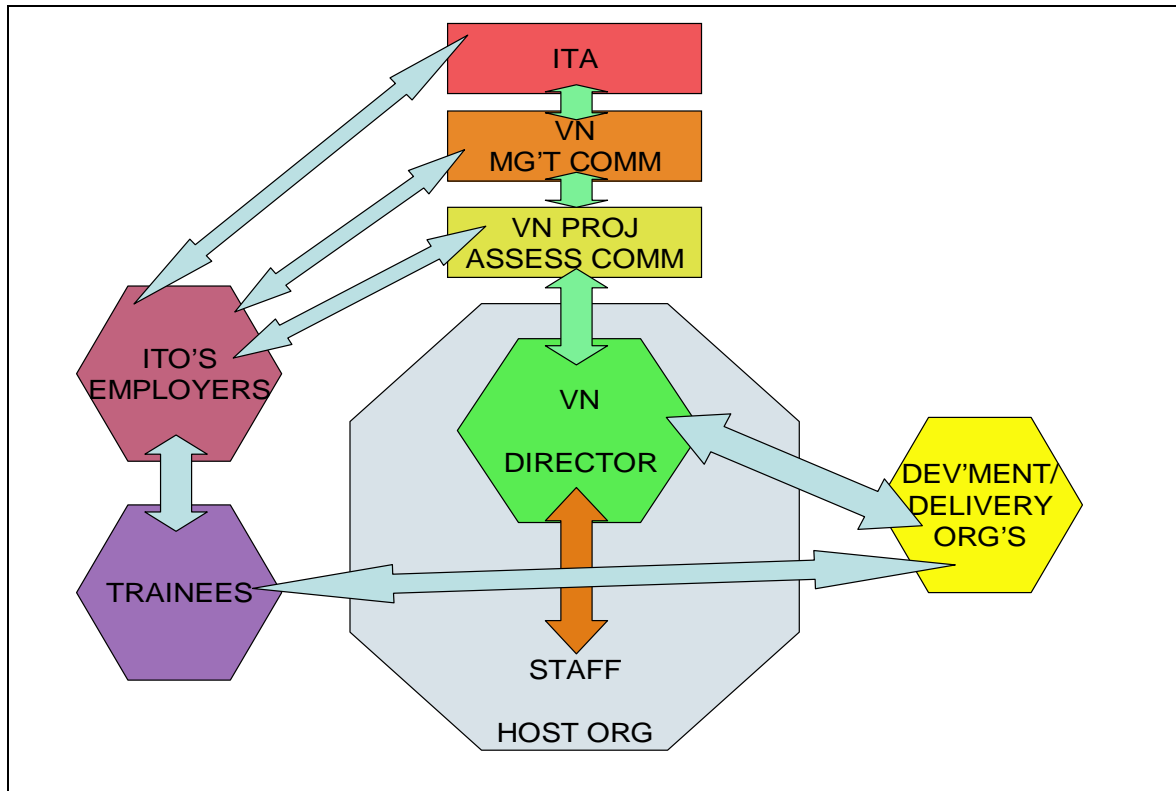 ITA
VN
MG'T COMM
VN PROJ
ASSESS COMM
ITO'S
EMPLOYERS
VN
DIRECTOR
DEV'MENT/
DELIVERY
ORG'S
TRAINEES
STAFF
HOST ORG